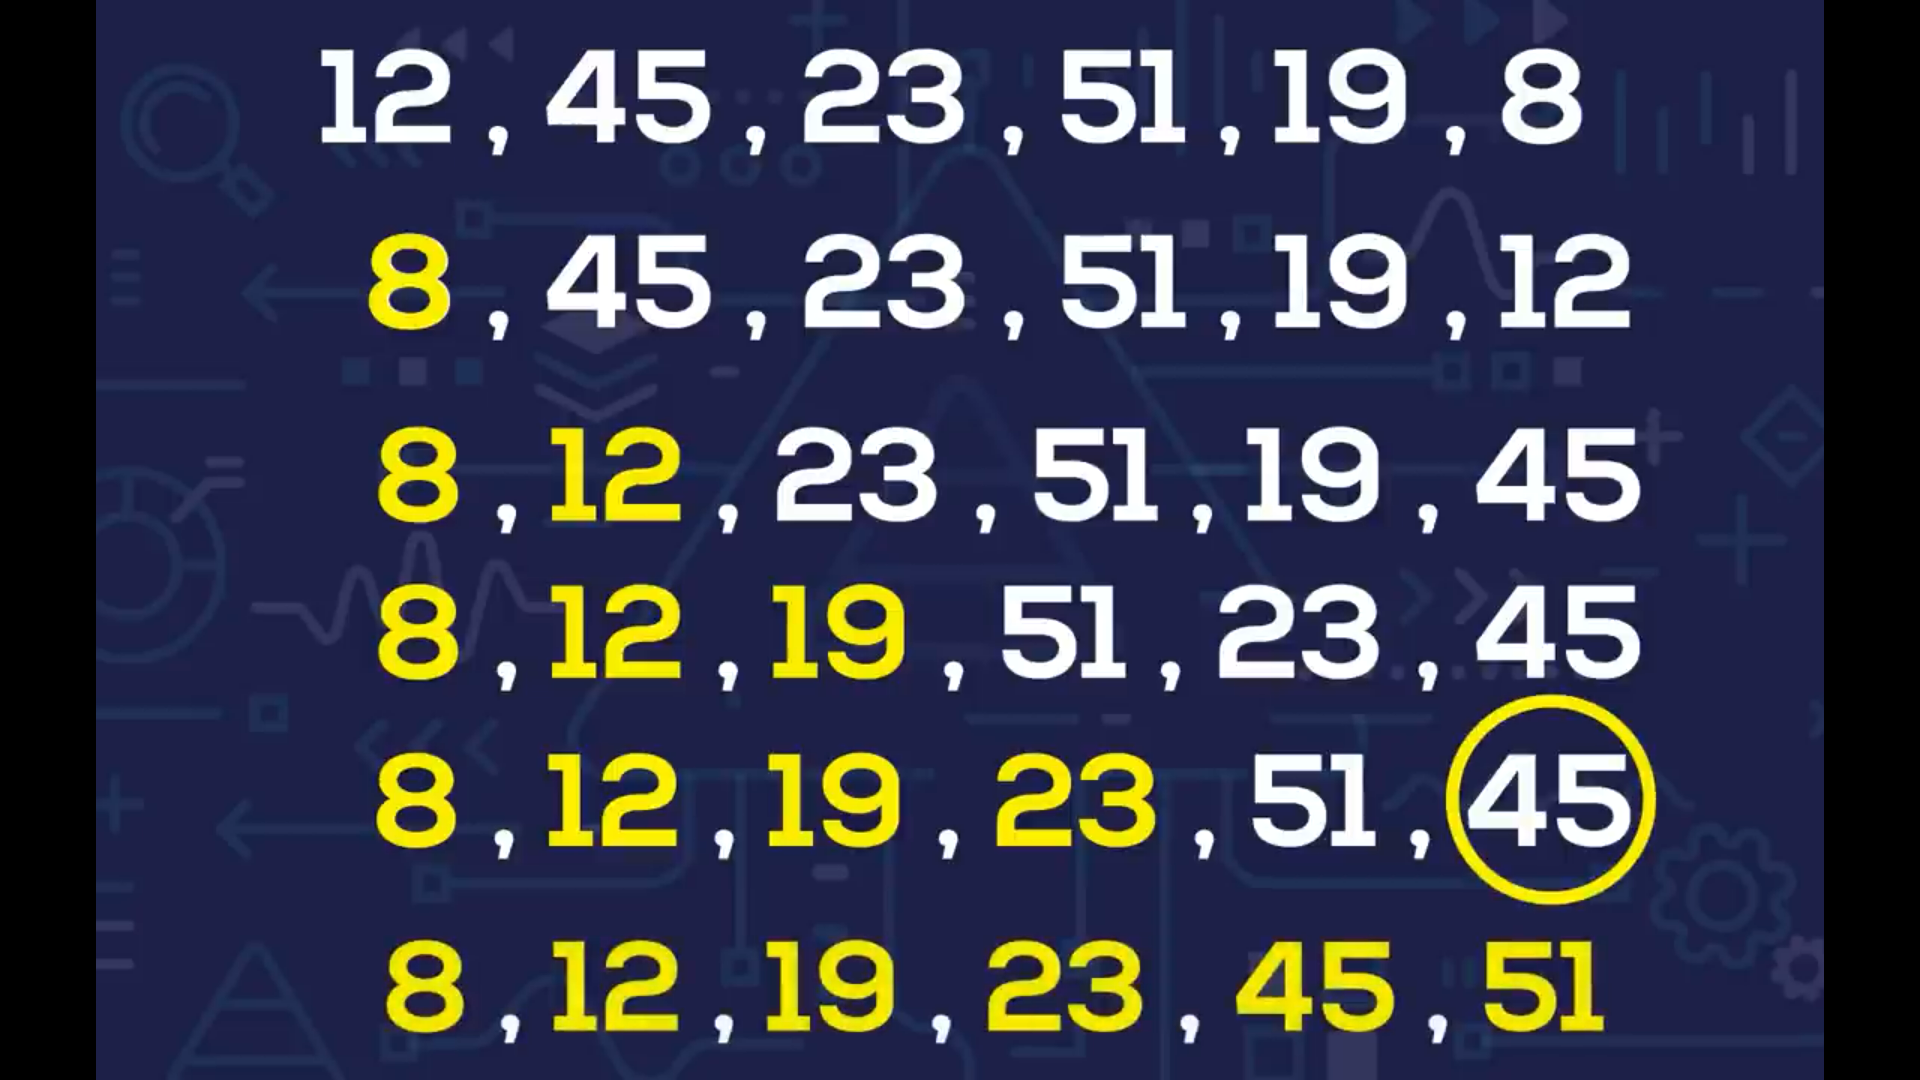 12 , 45 , 23 , 51 , 19 , 8
8 , 45 , 23 , 51 , 19 , 12
8 , 12 , 23 , 51 , 19 , 45
8 , 12 , 19 , 51 , 23 , 45
8 , 12 , 19 , 23 , 51 , 45
8 , 12 , 19 , 23 , 45 , 51